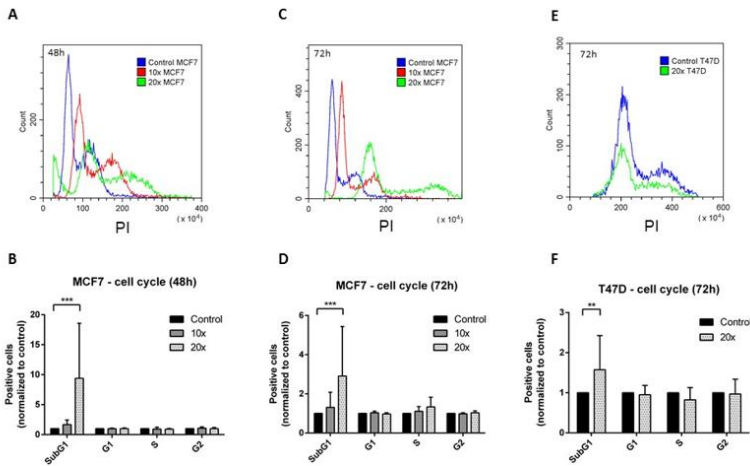 A
48h
Control MCF7
10x MCF7
20x MCF7
Count
200
0
0 100 200 300 400
(x 10⁴)
PI
C
72h
Control MCF7
10x MCF7
20x MCF7
Count
400
200
0
0 200
(x 10⁴)
PI
E
72h
Control T47D
20x T47D
Count
300
200
100
0
0 200 400 600
(x 10⁴)
PI
B
MCF7 - cell cycle (48h)
***
Control
10x
20x
Positive cells
(normalized to control)
20
15
10
5
0
SubG1 G1 S G2
D
MCF7 - cell cycle (72h)
***
Control
10x
20x
Positive cells
(normalized to control)
6
4
2
0
SubG1 G1 S G2
F
T47D - cell cycle (72h)
**
Control
20x
Positive cells
(normalized to control)
3
2
1
0
SubG1 G1 S G2